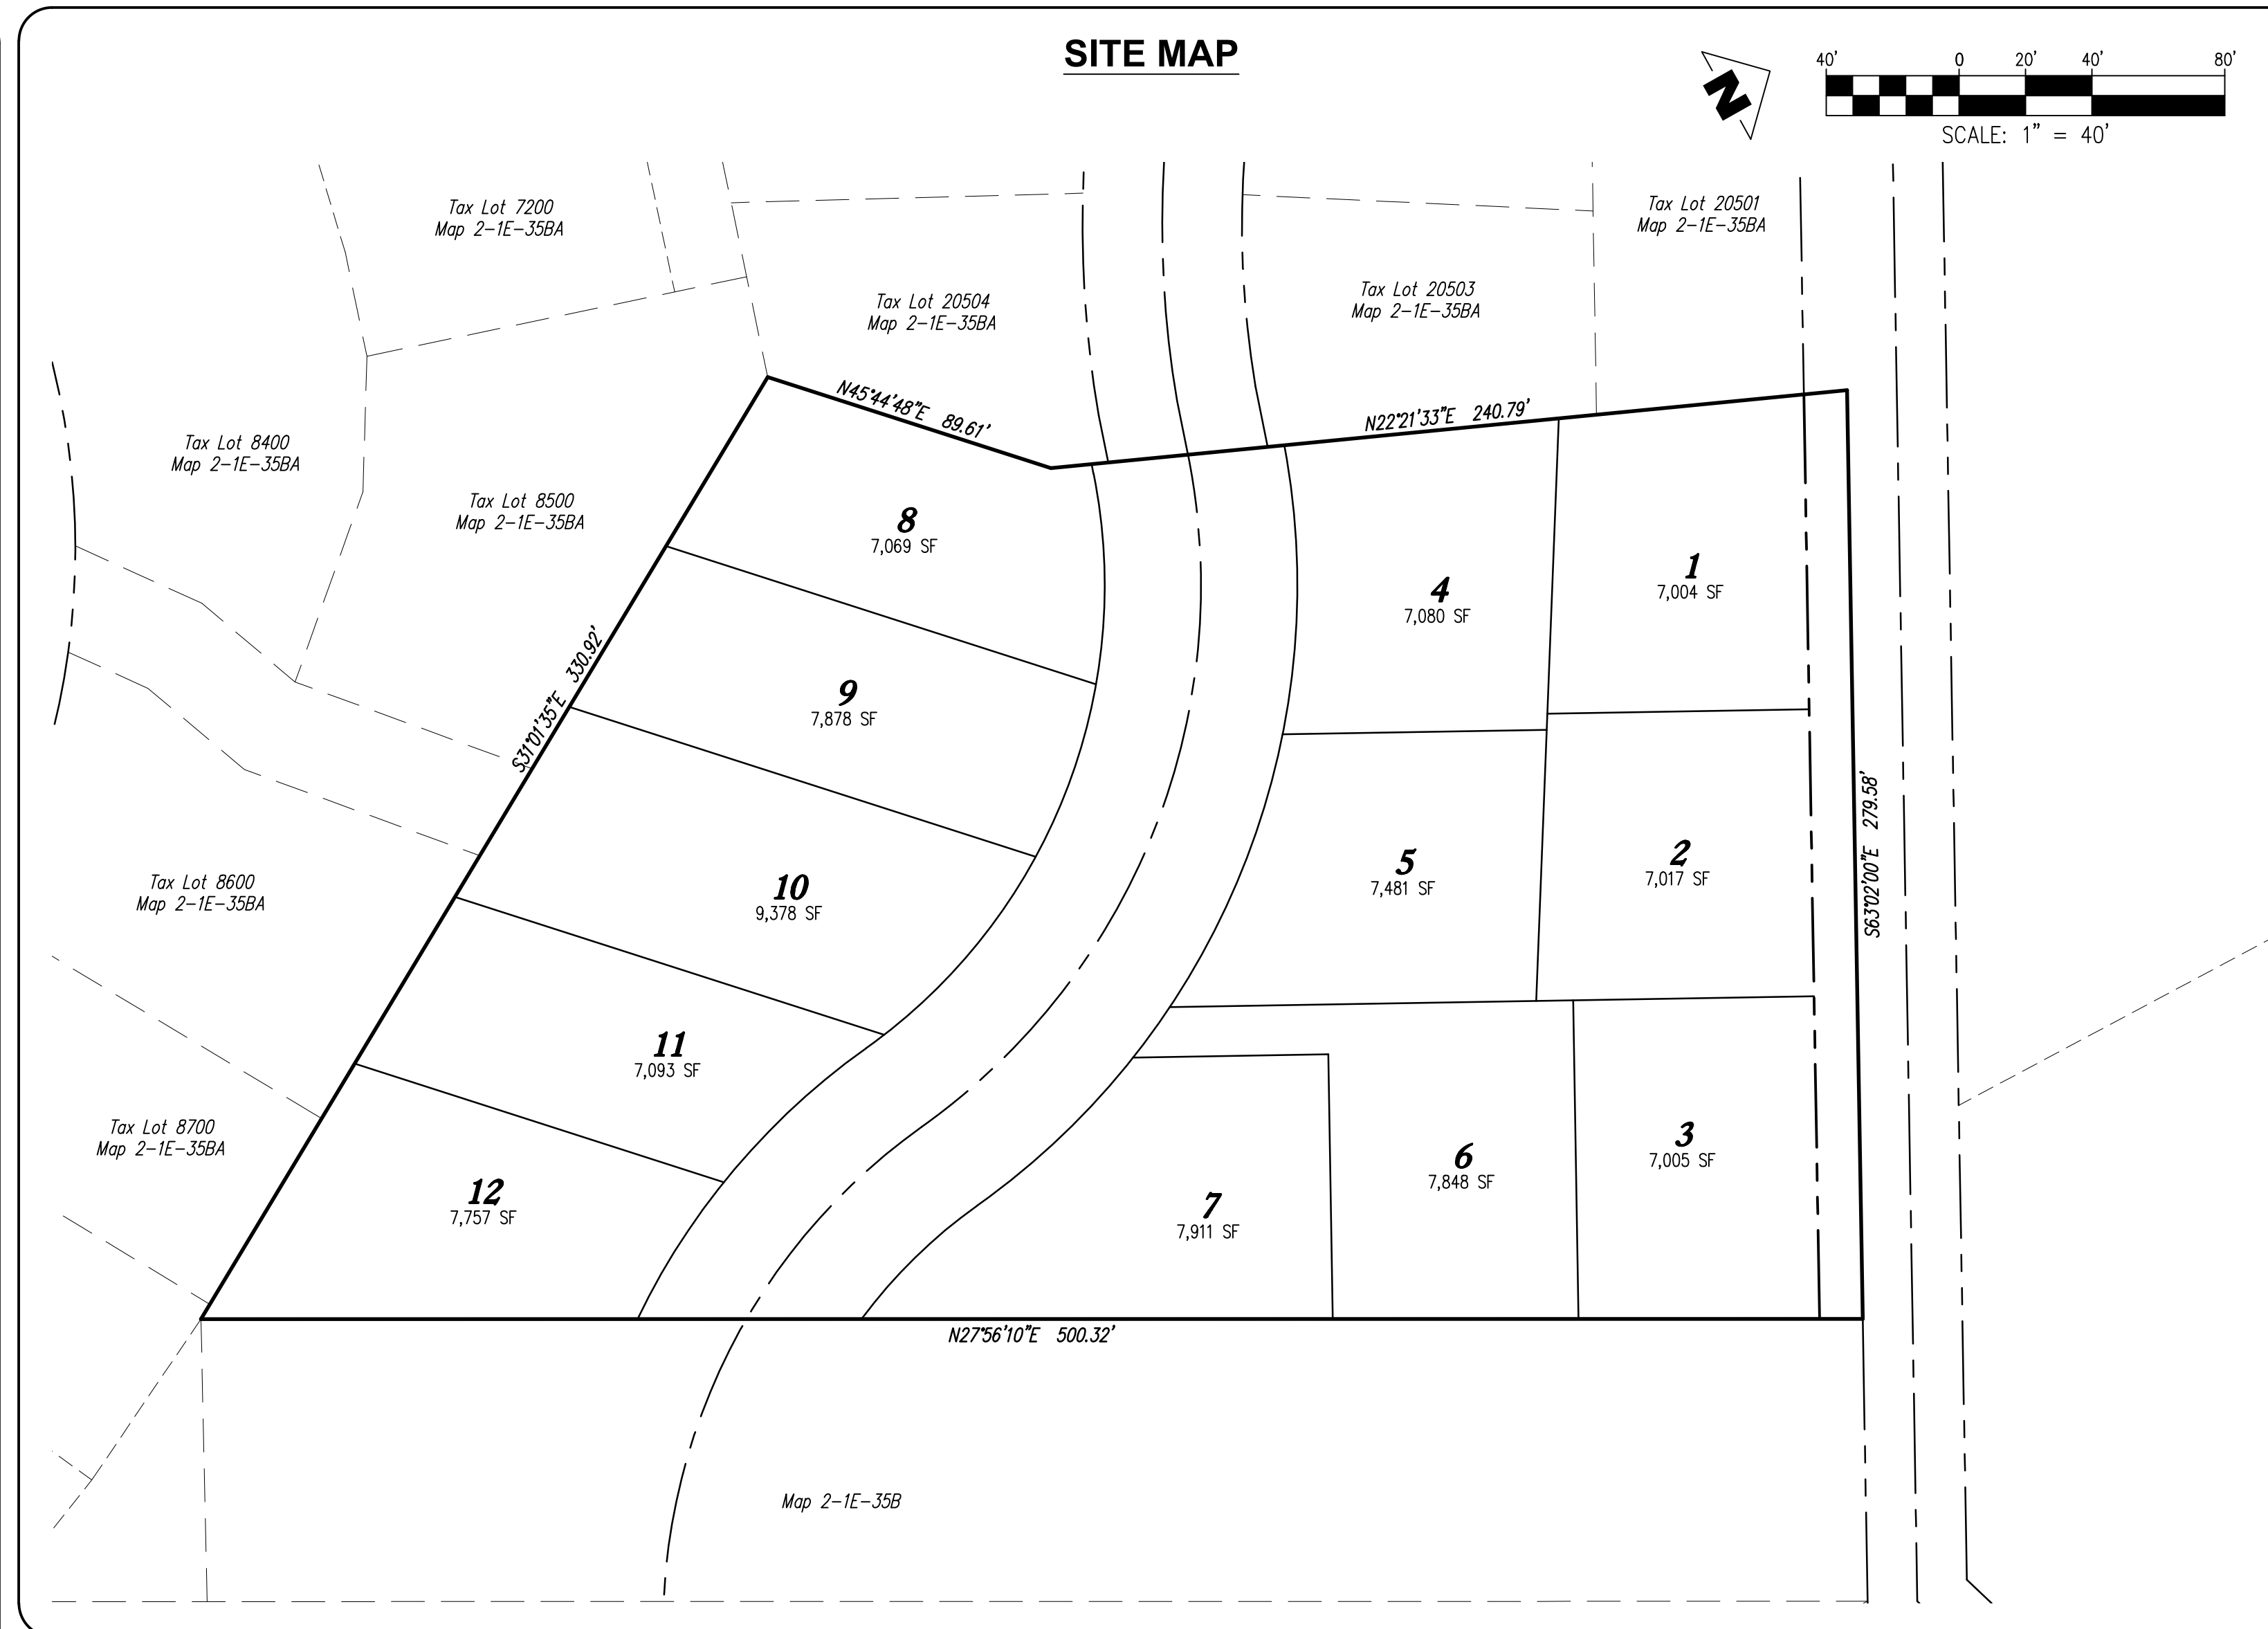 SITE MAP
N
40' 0 20' 40' 80'
SCALE: 1" = 40'
Tax Lot 7200
Map 2-1E-35BA
Tax Lot 20501
Map 2-1E-35BA
Tax Lot 20504
Map 2-1E-35BA
Tax Lot 20503
Map 2-1E-35BA
N45°44'48"E 89.61'
N22°21'33"E 240.79'
Tax Lot 8400
Map 2-1E-35BA
Tax Lot 8500
Map 2-1E-35BA
8
7,069 SF
1
7,004 SF
4
7,080 SF
S31°01'35"E 330.92'
9
7,878 SF
S63°02'00"E 279.58'
2
7,017 SF
5
7,481 SF
10
9,378 SF
Tax Lot 8600
Map 2-1E-35BA
11
7,093 SF
Tax Lot 8700
Map 2-1E-35BA
3
7,005 SF
6
7,848 SF
12
7,757 SF
7
7,911 SF
N27°56'10"E 500.32'
Map 2-1E-35B